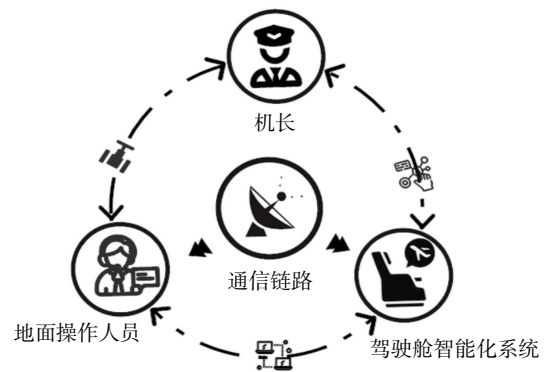 机长
通信链路
地面操作人员
驾驶舱智能化系统